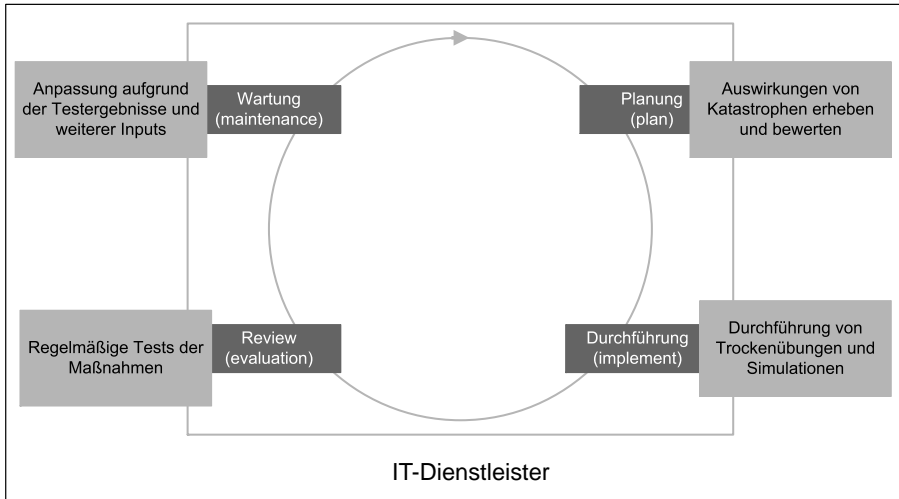 Anpassung aufgrund
der Testergebnisse und
weiterer Inputs
Wartung
(maintenance)
Planung
(plan)
Auswirkungen von
Katastrophen erheben
und bewerten
Regelmäßige Tests der
Maßnahmen
Review
(evaluation)
Durchführung
(implement)
Durchführung von
Trockenübungen und
Simulationen
IT-Dienstleister